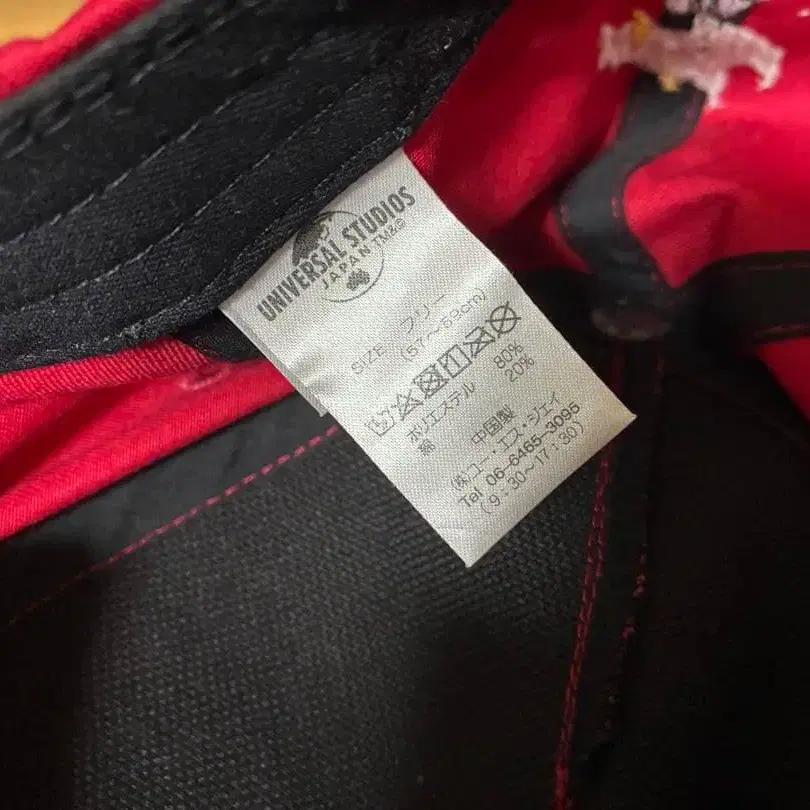 UNIVERSAL STUDIOS
JAPAN TM&©
SIZE フリー
(57〜59cm)
ポリエステル 80%
綿 20%
中国製
(株)ユー・エス・ジェイ
Tel 06-6465-3095
(9:30〜17:30)